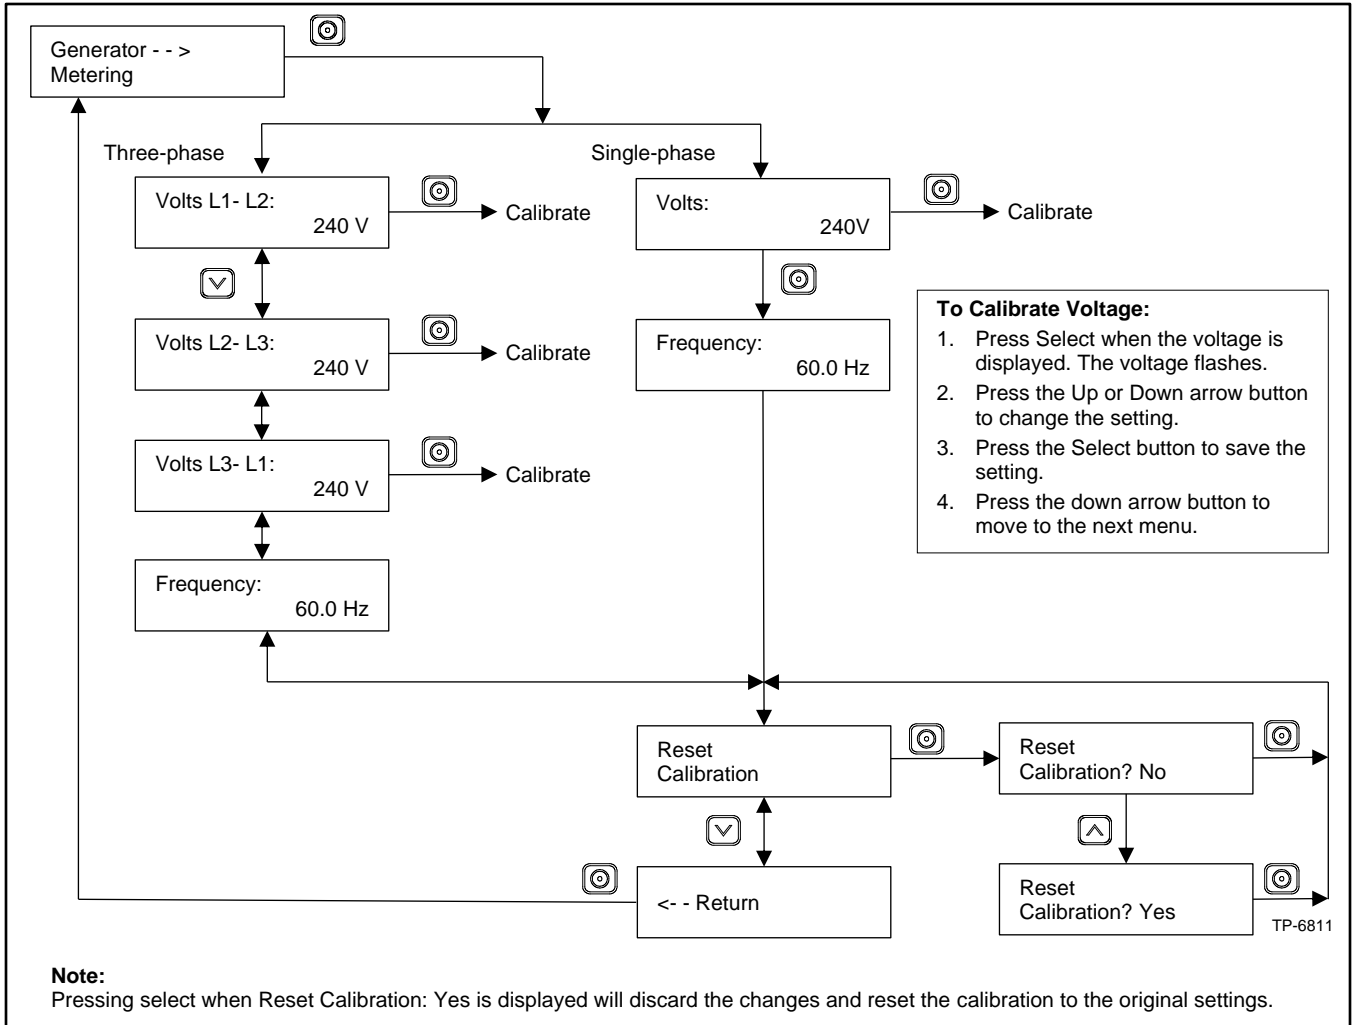 Generator - - >
Metering
Three-phase
Single-phase
Volts L1- L2:
240 V
Calibrate
Volts:
240V
Calibrate
Volts L2- L3:
240 V
Calibrate
Frequency:
60.0 Hz
Volts L3- L1:
240 V
Calibrate
Frequency:
60.0 Hz
To Calibrate Voltage:
1. Press Select when the voltage is
displayed. The voltage flashes.
2. Press the Up or Down arrow button
to change the setting.
3. Press the Select button to save the
setting.
4. Press the down arrow button to
move to the next menu.
Reset
Calibration
Reset
Calibration? No
<- - Return
Reset
Calibration? Yes
TP-6811
Note:
Pressing select when Reset Calibration: Yes is displayed will discard the changes and reset the calibration to the original settings.